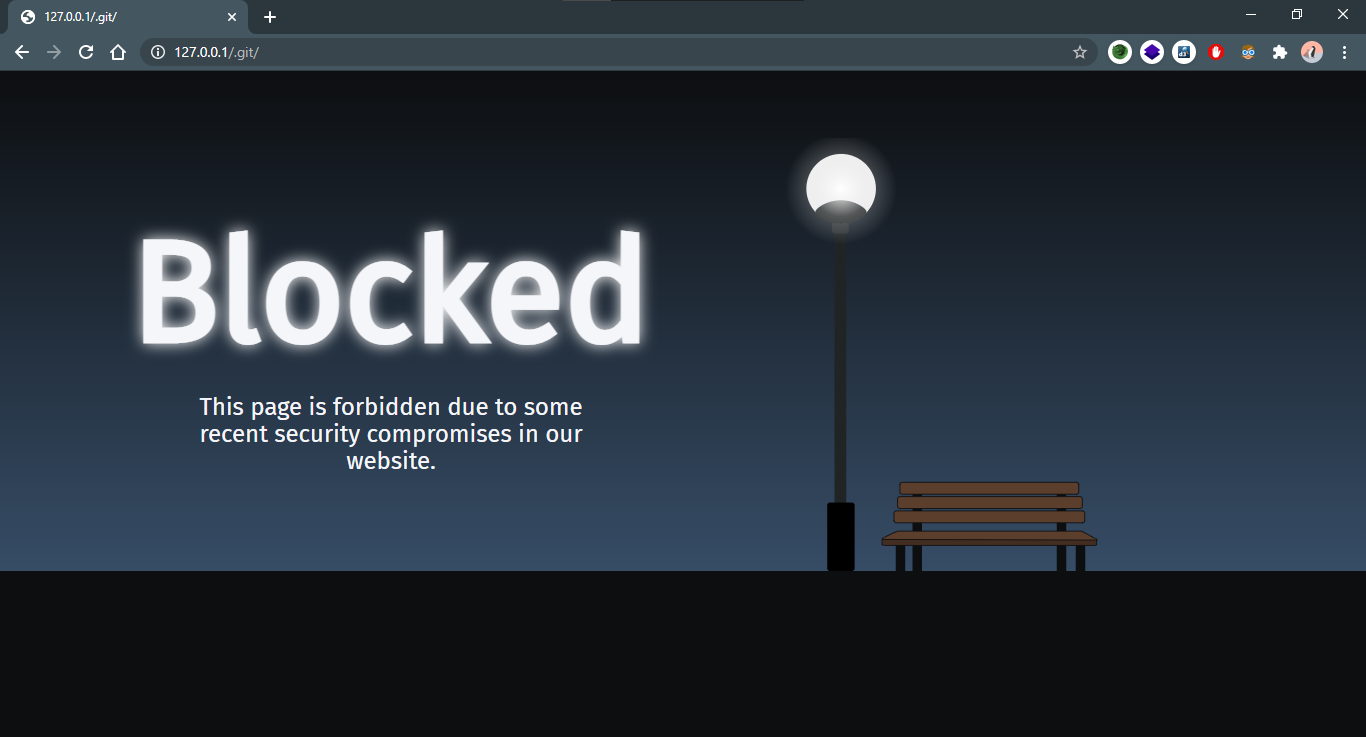 127.0.0.1/.git/
127.0.0.1/.git/
Blocked
This page is forbidden due to some
recent security compromises in our
website.